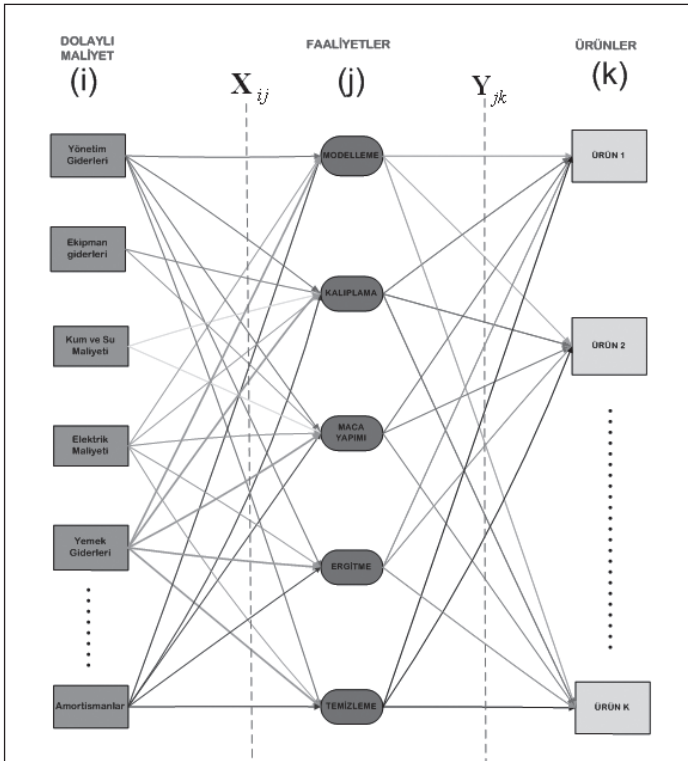 DOLAYLI
MALİYET
(i)
X ij
FAALİYETLER
(j)
Y jk
ÜRÜNLER
(k)
Yönetim
Giderleri
MODELLEME
ÜRÜN 1
Ekipman
giderleri
KALIPLAMA
Kum ve Su
Maliyeti
ÜRÜN 2
Elektrik
Maliyeti
MACA
YAPIMI
Yemek
Giderleri
ERGİTME
Amortismanlar
TEMİZLEME
ÜRÜN K